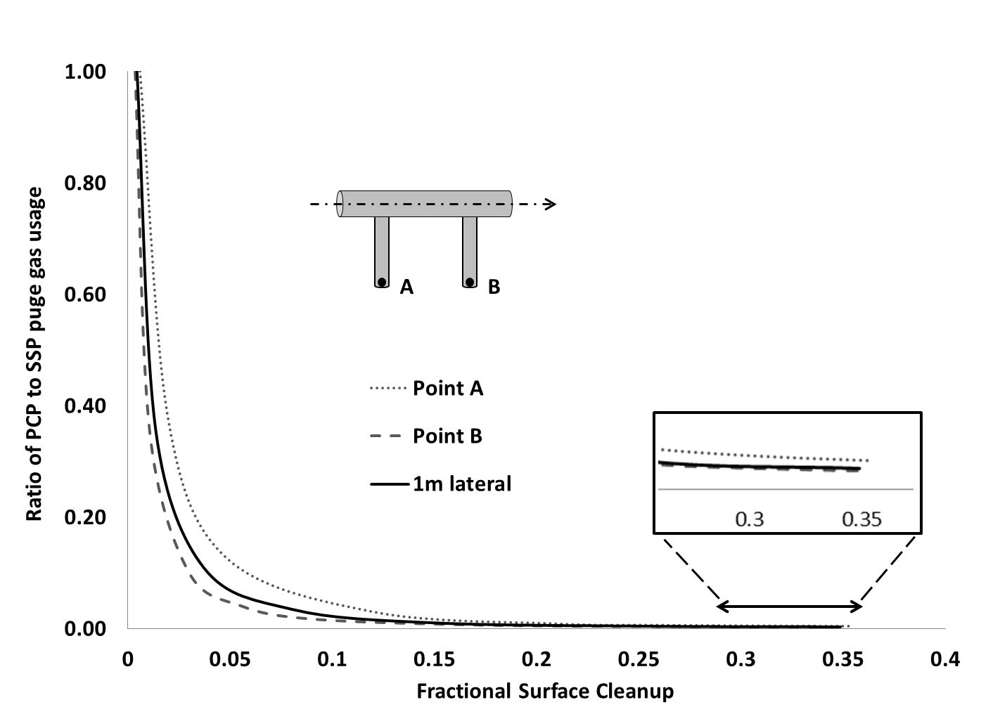 1.00
0.80
0.60
0.40
0.20
0.00
Ratio of PCP to SSP puge gas usage
A
B
Point A
Point B
1m lateral
0.3
0.35
0
0.05
0.1
0.15
0.2
0.25
0.3
0.35
0.4
Fractional Surface Cleanup